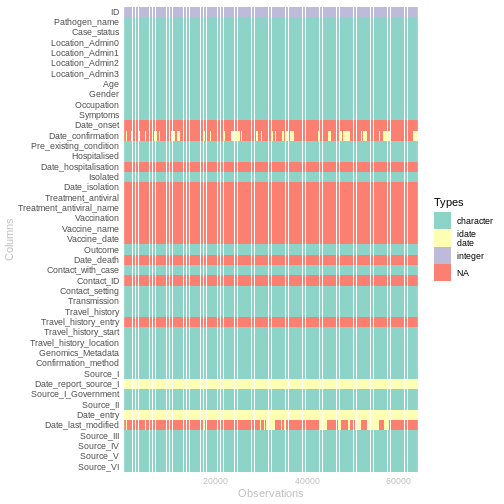 ID
Pathogen_name
Case_status
Location_Admin0
Location_Admin1
Location_Admin2
Location_Admin3
Age
Gender
Occupation
Symptoms
Date_onset
Date_confirmation
Pre_existing_condition
Hospitalised
Date_hospitalisation
Isolated
Date_isolation
Treatment_antiviral
Treatment_antiviral_name
Vaccination
Vaccine_name
Vaccine_date
Outcome
Date_death
Contact_with_case
Contact_ID
Contact_setting
Transmission
Travel_history
Travel_history_entry
Travel_history_start
Travel_history_location
Genomics_Metadata
Confirmation_method
Source_I
Date_report_source_I
Source_I_Government
Source_II
Date_entry
Date_last_modified
Source_III
Source_IV
Source_V
Source_VI
Columns
20000
40000
60000
Observations
Types
character
idate
date
integer
NA